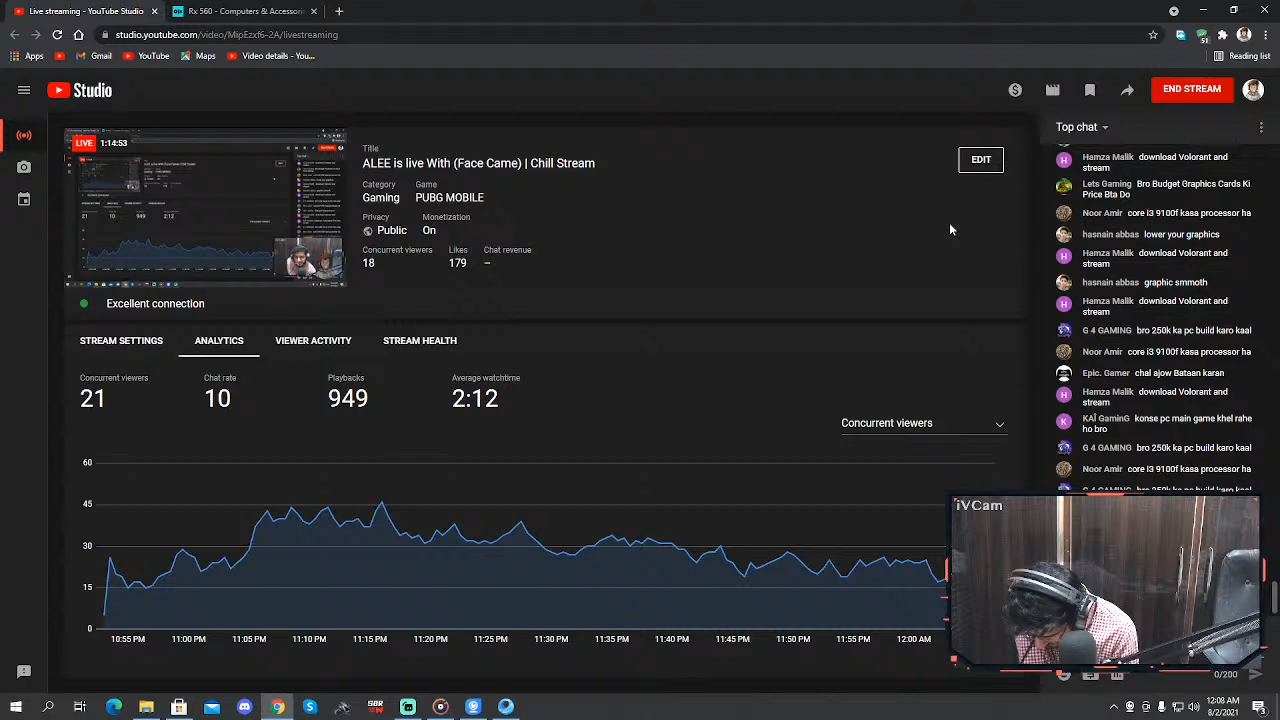 Live streaming - YouTube Studio
Rx 560 - Computers & Accessori
studio.youtube.com/video/MipEzxf6-2A/livestreaming
Apps
Gmail
YouTube
Maps
Video details - You...
Reading list
Studio
END STREAM
LIVE 1:14:53
Title
ALEE is live With (Face Came) | Chill Stream
EDIT
Category
Game
Gaming
PUBG MOBILE
Privacy
Monetization
Public
On
Concurrent viewers
Likes
Chat revenue
18
179
–
Excellent connection
STREAM SETTINGS
ANALYTICS
VIEWER ACTIVITY
STREAM HEALTH
Concurrent viewers
Chat rate
Playbacks
Average watchtime
21
10
949
2:12
Concurrent viewers
60
45
30
15
0
10:55 PM
11:00 PM
11:05 PM
11:10 PM
11:15 PM
11:20 PM
11:25 PM
11:30 PM
11:35 PM
11:40 PM
11:45 PM
11:50 PM
11:55 PM
12:00 AM
Top chat
Hamza Malik download Volorant and
stream
Lets Gaming Bro Budget Pc Build Karo ki
Price Bta Do
Noor Amir core i3 9100f kasa processor ha
hasnain abbas lower your graphics
Hamza Malik download Volorant and
stream
hasnain abbas graphic smmoth
Hamza Malik download Volorant and
stream
G 4 GAMING bro 250k ka pc build karo kaal
Noor Amir core i3 9100f kasa processor ha
Epic. Gamer chal ajow Bataan karan
Hamza Malik download Volorant and
stream
KAÎ GaminG konse pc main game khel rahe
ho bro
G 4 GAMING bro 250k ka pc build karo kaal
Noor Amir core i3 9100f kasa processor ha
iVCam
0/200
12:08 AM
8/2/2021